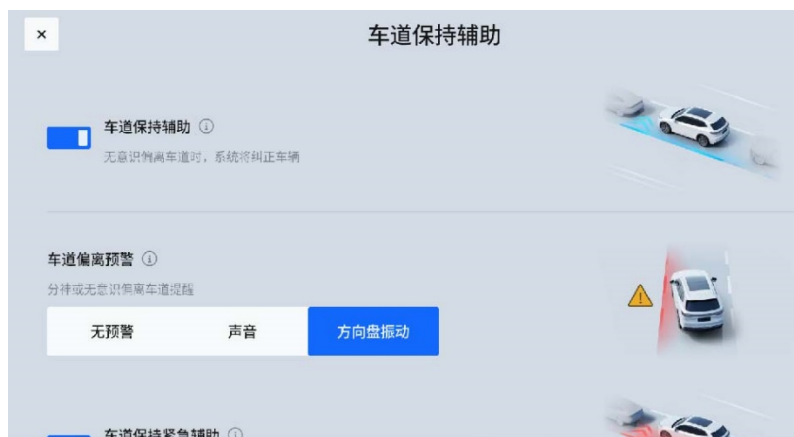 ×
车道保持辅助
车道保持辅助 ⓘ
无意识偏离车道时，系统将纠正车辆
车道偏离预警 ⓘ
分神或无意识偏离车道提醒
无预警 声音 方向盘振动
车道保持紧急辅助 ⓘ